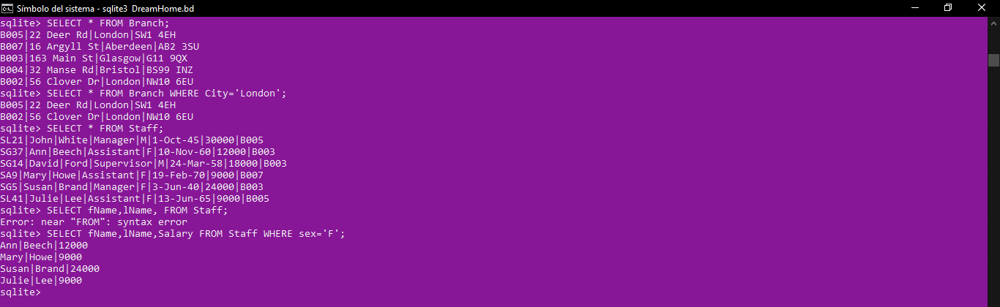 Símbolo del sistema - sqlite3  DreamHome.bd
sqlite> SELECT * FROM Branch;
B005|22 Deer Rd|London|SW1 4EH
B007|16 Argyll St|Aberdeen|AB2 3SU
B003|163 Main St|Glasgow|G11 9QX
B004|32 Manse Rd|Bristol|BS99 INZ
B002|56 Clover Dr|London|NW10 6EU
sqlite> SELECT * FROM Branch WHERE City='London';
B005|22 Deer Rd|London|SW1 4EH
B002|56 Clover Dr|London|NW10 6EU
sqlite> SELECT * FROM Staff;
SL21|John|White|Manager|M|1-Oct-45|30000|B005
SG37|Ann|Beech|Assistant|F|10-Nov-60|12000|B003
SG14|David|Ford|Supervisor|M|24-Mar-58|18000|B003
SA9|Mary|Howe|Assistant|F|19-Feb-70|9000|B007
SG5|Susan|Brand|Manager|F|3-Jun-40|24000|B003
SL41|Julie|Lee|Assistant|F|13-Jun-65|9000|B005
sqlite> SELECT fName,lName, FROM Staff;
Error: near "FROM": syntax error
sqlite> SELECT fName,lName,Salary FROM Staff WHERE sex='F';
Ann|Beech|12000
Mary|Howe|9000
Susan|Brand|24000
Julie|Lee|9000
sqlite>